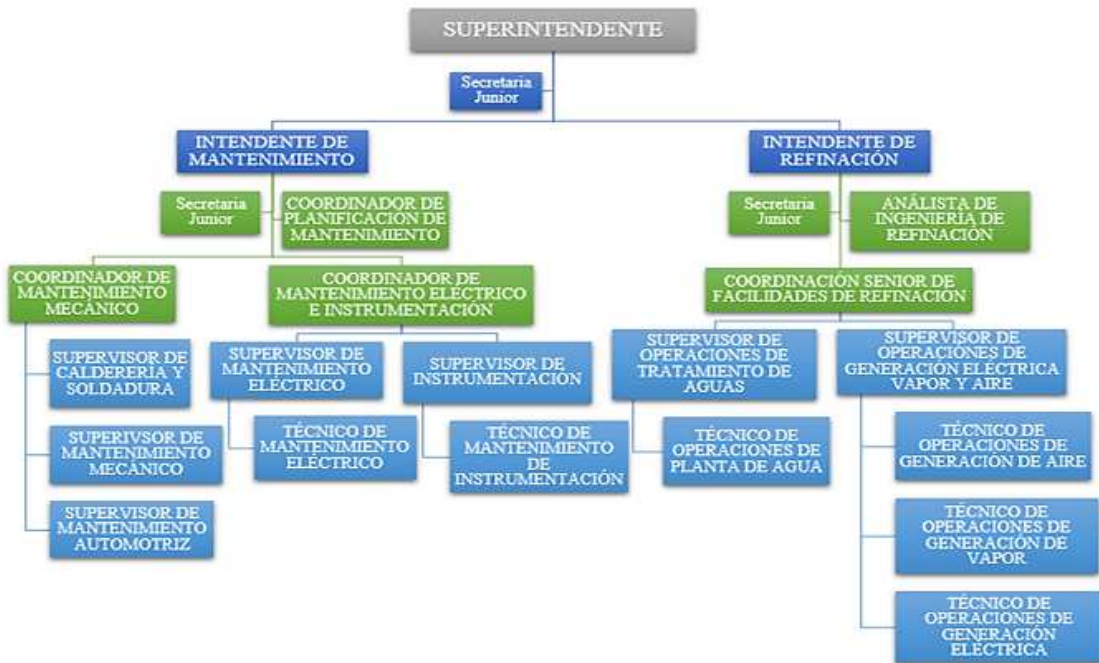 SUPERINTENDENTE
Secretaria
Junior
INTENDENTE DE
MANTENIMIENTO
INTENDENTE DE
REFINACIÓN
Secretaria
Junior
COORDINADOR DE
PLANIFICACIÓN DE
MANTENIMIENTO
Secretaria
Junior
ANÁLISTA DE
INGENIERÍA DE
REFINACIÓN
COORDINADOR DE
MANTENIMIENTO
MECÁNICO
COORDINADOR DE
MANTENIMIENTO ELÉCTRICO
E INSTRUMENTACIÓN
COORDINACIÓN SENIOR DE
FACILIDADES DE REFINACIÓN
SUPERVISOR DE
CALDERERÍA Y
SOLDADURA
SUPERVISOR DE
MANTENIMIENTO
ELÉCTRICO
SUPERVISOR DE
INSTRUMENTACIÓN
SUPERVISOR DE
OPERACIONES DE
TRATAMIENTO DE
AGUAS
SUPERVISOR DE
OPERACIONES DE
GENERACIÓN ELÉCTRICA
VAPOR Y AIRE
SUPERIVSOR DE
MANTENIMIENTO
MECÁNICO
TÉCNICO DE
MANTENIMIENTO
ELÉCTRICO
TÉCNICO DE
MANTENIMIENTO
DE
INSTRUMENTACIÓN
TÉCNICO DE
OPERACIONES DE
PLANTA DE AGUA
TÉCNICO DE
OPERACIONES DE
GENERACIÓN DE AIRE
SUPERVISOR DE
MANTENIMIENTO
AUTOMOTRIZ
TÉCNICO DE
OPERACIONES DE
GENERACIÓN DE
VAPOR
TÉCNICO DE
OPERACIONES DE
GENERACIÓN
ELÉCTRICA